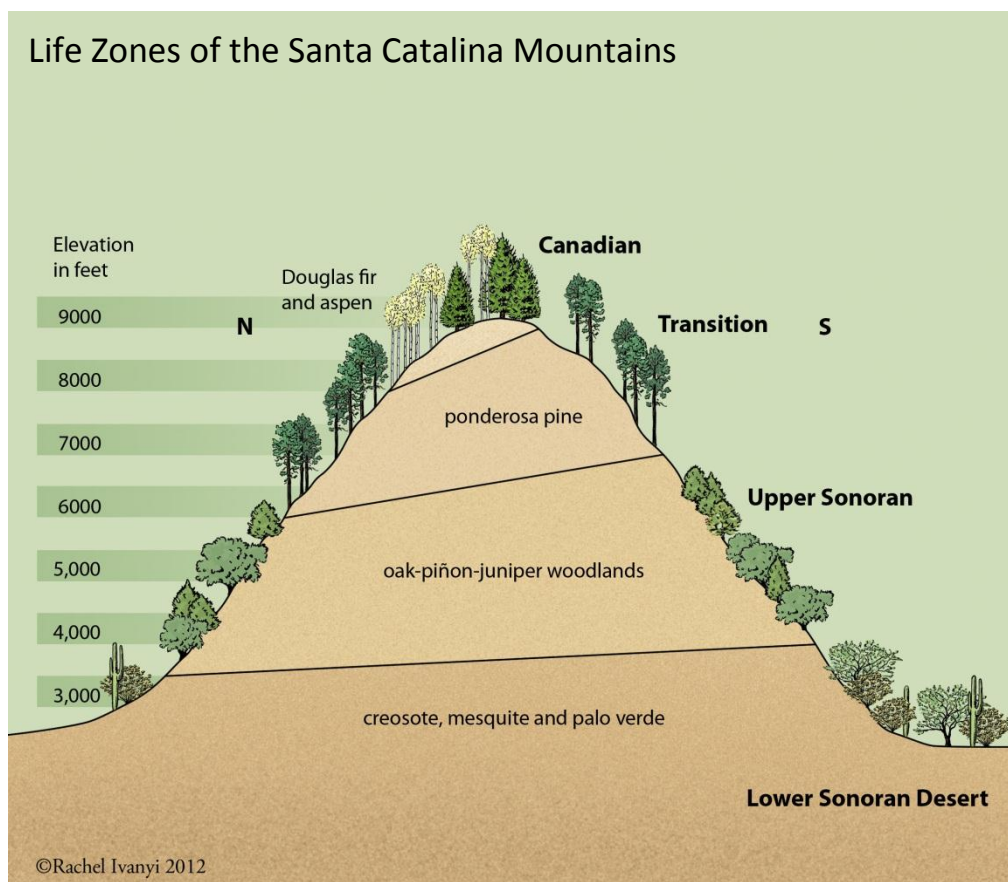 Life Zones of the Santa Catalina Mountains
Elevation
in feet
Douglas fir
and aspen
Canadian
9000
N
Transition
S
8000
ponderosa pine
7000
6000
Upper Sonoran
5,000
oak-piñon-juniper woodlands
4,000
3,000
creosote, mesquite and palo verde
Lower Sonoran Desert
©Rachel Ivanyi 2012